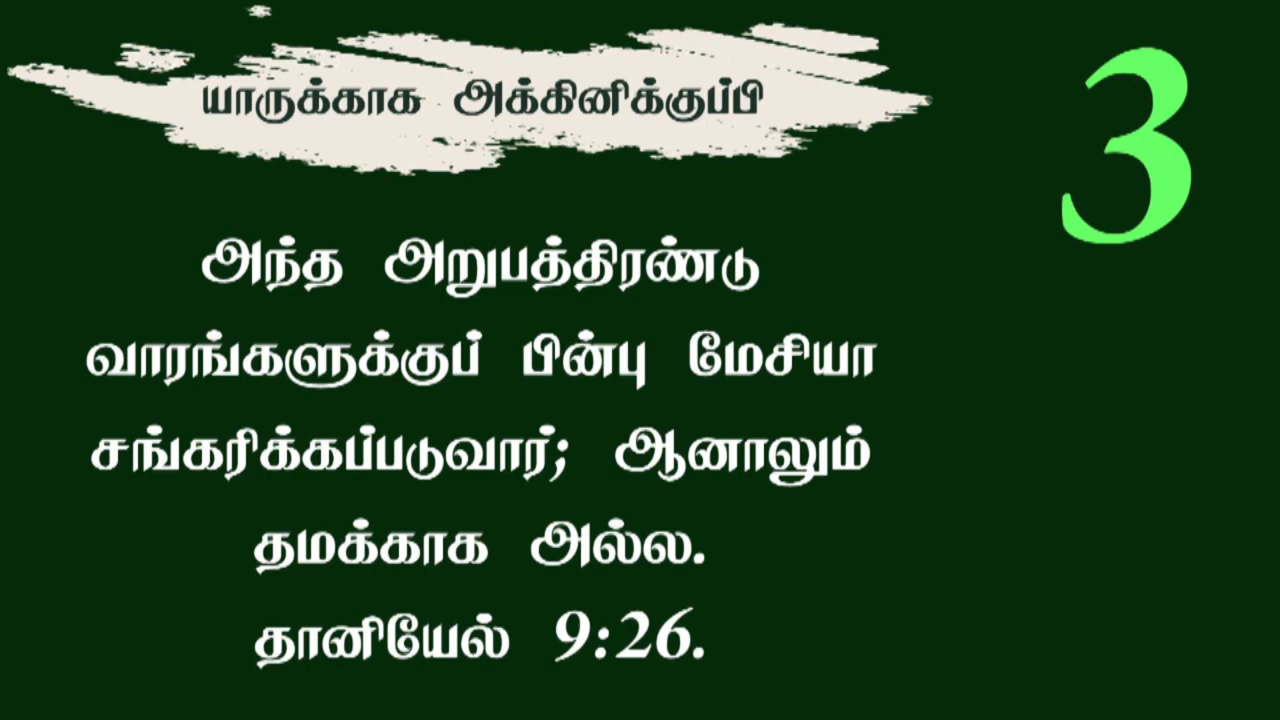 யாருக்காக அக்கினிக்குப்பி
3
அந்த அறுபத்திரண்டு
வாரங்களுக்குப் பின்பு மேசியா
சங்கரிக்கப்படுவார்; ஆனாலும்
தமக்காக அல்ல.
தானியேல் 9:26.